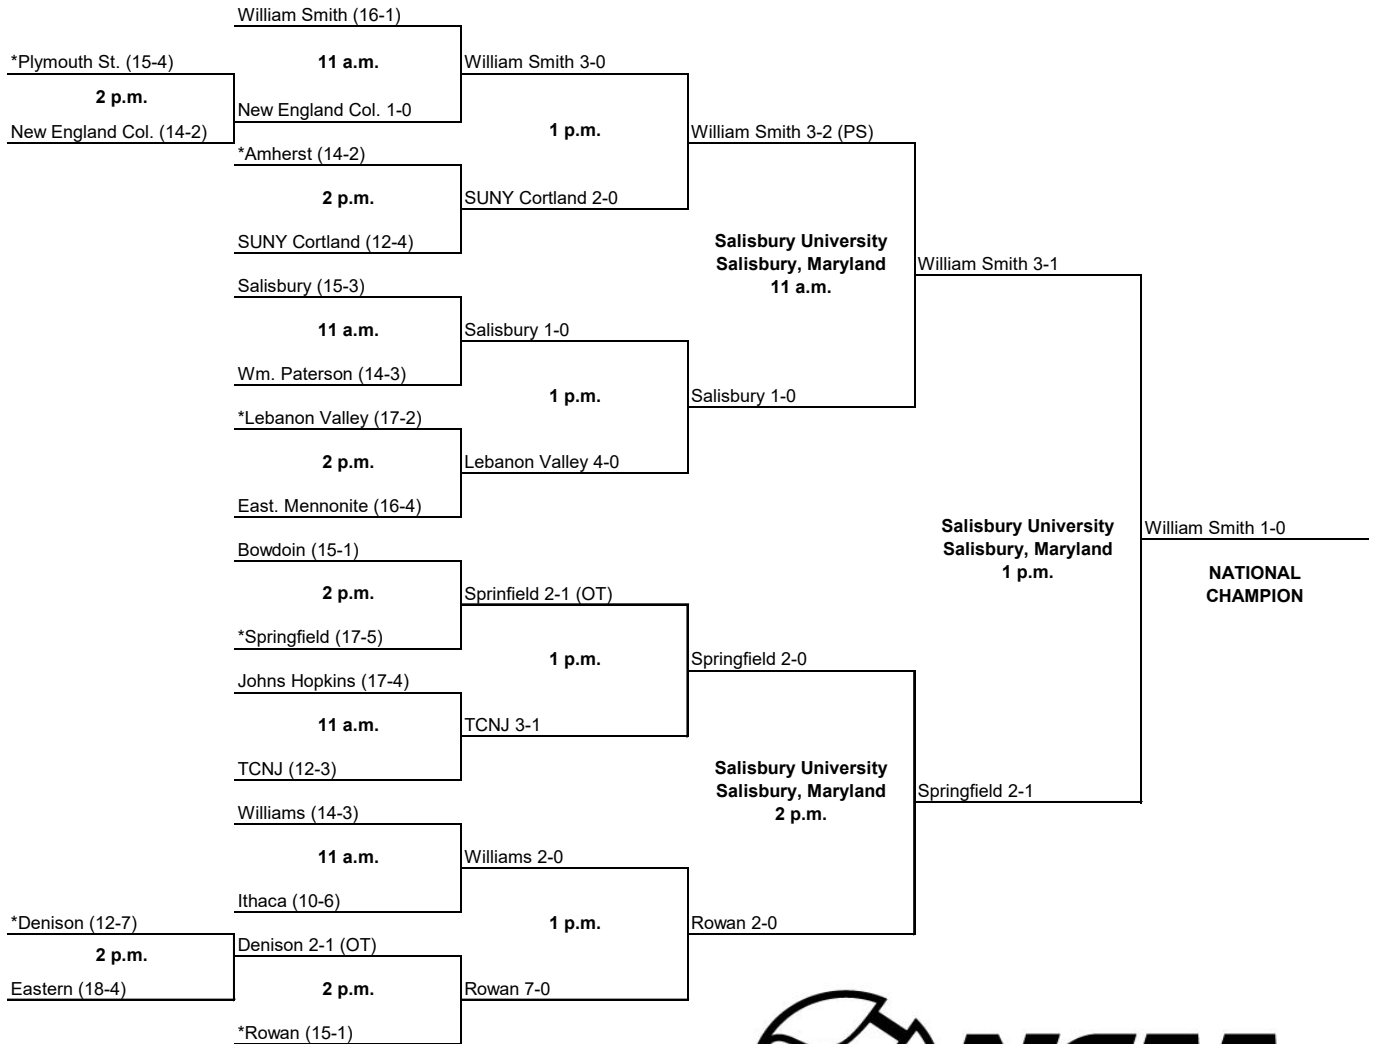 William Smith (16-1)
*Plymouth St. (15-4)
11 a.m.
William Smith 3-0
2 p.m.
New England Col. 1-0
New England Col. (14-2)
1 p.m.
William Smith 3-2 (PS)
*Amherst (14-2)
2 p.m.
SUNY Cortland 2-0
SUNY Cortland (12-4)
Salisbury University
Salisbury, Maryland
11 a.m.
William Smith 3-1
Salisbury (15-3)
11 a.m.
Salisbury 1-0
Wm. Paterson (14-3)
1 p.m.
Salisbury 1-0
*Lebanon Valley (17-2)
2 p.m.
Lebanon Valley 4-0
East. Mennonite (16-4)
Salisbury University
Salisbury, Maryland
1 p.m.
William Smith 1-0
NATIONAL
CHAMPION
Bowdoin (15-1)
2 p.m.
Sprinfield 2-1 (OT)
*Springfield (17-5)
1 p.m.
Springfield 2-0
Johns Hopkins (17-4)
11 a.m.
TCNJ 3-1
TCNJ (12-3)
Salisbury University
Salisbury, Maryland
2 p.m.
Springfield 2-1
Williams (14-3)
11 a.m.
Williams 2-0
Ithaca (10-6)
*Denison (12-7)
1 p.m.
Rowan 2-0
2 p.m.
Denison 2-1 (OT)
Eastern (18-4)
2 p.m.
Rowan 7-0
*Rowan (15-1)
NCAA